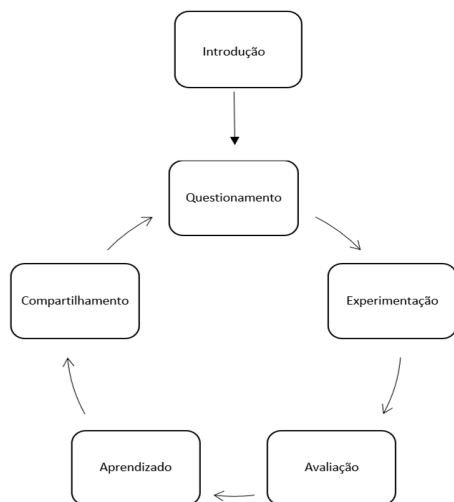 Introdução
Questionamento
Compartilhamento
Experimentação
Aprendizado
Avaliação